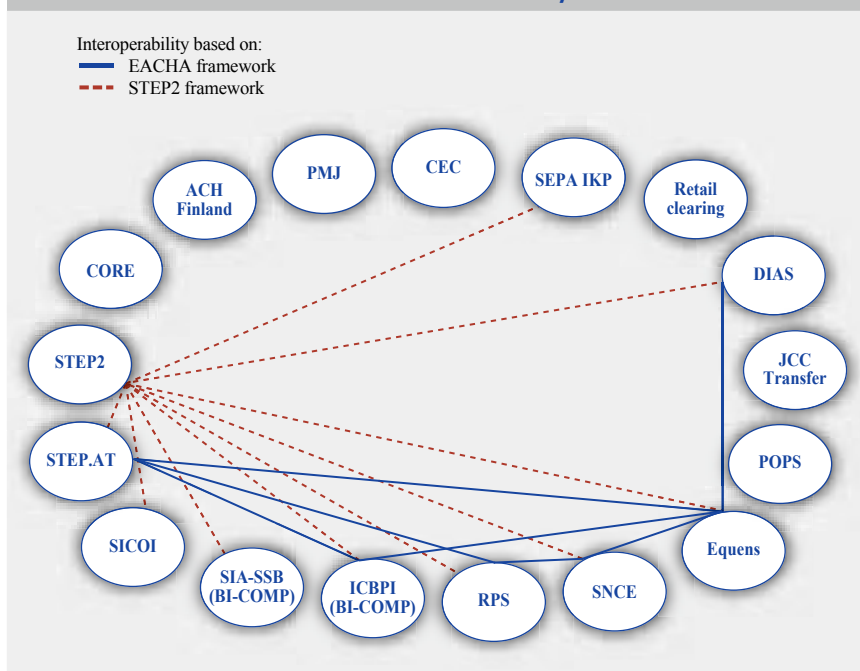 Interoperability based on:
EACHA framework
STEP2 framework
PMJ
CEC
SEPA IKP
ACH
Finland
Retail
clearing
CORE
DIAS
STEP2
JCC
Transfer
STEP.AT
POPS
SICOI
Equens
SIA-SSB
(BI-COMP)
ICBPI
(BI-COMP)
RPS
SNCE